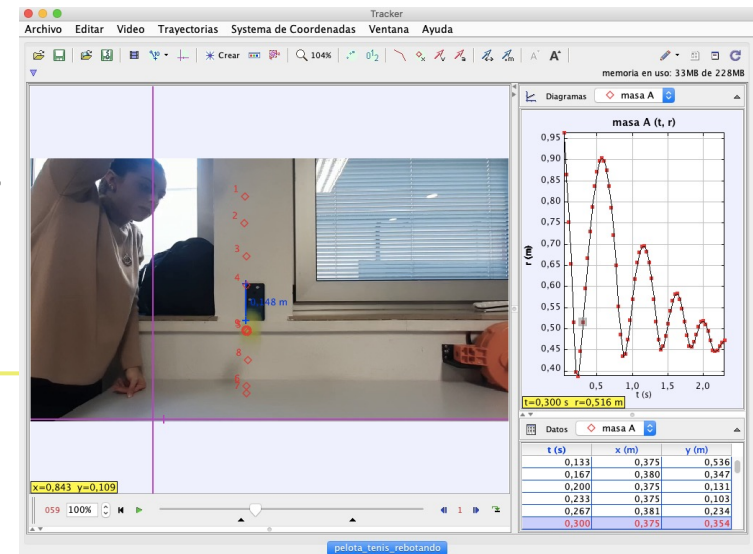 Tracker
Archivo Editar Video Trayectorias Systema de Coordenadas Ventana Ayuda
Crear 104%
memoria en uso: 33MB de 228MB
Diagramas masa A
masa A (t, r)
0,95
0,90
0,85
0,80
0,75
0,70
0,65
0,60
0,55
0,50
0,45
0,40
r (m)
0,5 1,0 1,5 2,0
t (s)
t=0,300 s r=0,516 m
1
2
3
4
0,148 m
8
x=0,843 y=0,109
059 100% 1
Datos masa A
t (s) x (m) y (m)
0,133 0,375 0,536
0,167 0,380 0,347
0,200 0,375 0,131
0,233 0,375 0,103
0,267 0,381 0,234
0,300 0,375 0,354
pelota_tenis_rebotando